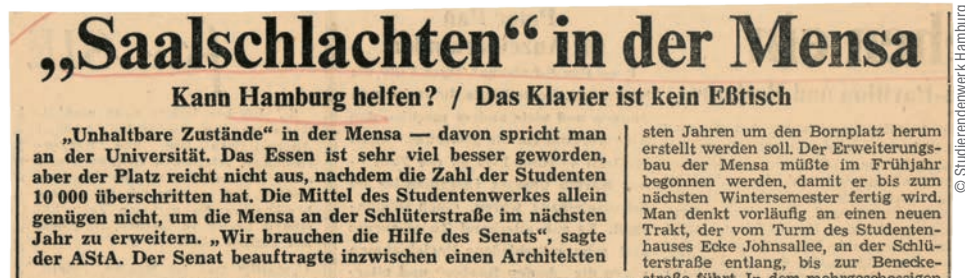 „Saalschlachten“ in der Mensa
Kann Hamburg helfen? / Das Klavier ist kein Eßtisch
„Unhaltbare Zustände“ in der Mensa — davon spricht man
an der Universität. Das Essen ist sehr viel besser geworden,
aber der Platz reicht nicht aus, nachdem die Zahl der Studenten
10 000 überschritten hat. Die Mittel des Studentenwerkes allein
genügen nicht, um die Mensa an der Schlüterstraße im nächsten
Jahr zu erweitern. „Wir brauchen die Hilfe des Senats“, sagte
der AStA. Der Senat beauftragte inzwischen einen Architekten
sten Jahren um den Bornplatz herum
erstellt werden soll. Der Erweiterungs-
bau der Mensa müßte im Frühjahr
begonnen werden, damit er bis zum
nächsten Wintersemester fertig wird.
Man denkt vorläufig an einen neuen
Trakt, der vom Turm des Studenten-
hauses Ecke Johnsallee, an der Schlü-
terstraße entlang, bis zur Benecke-
straße führt. In dem mehrgeschossigen
© Studierendenwerk Hamburg